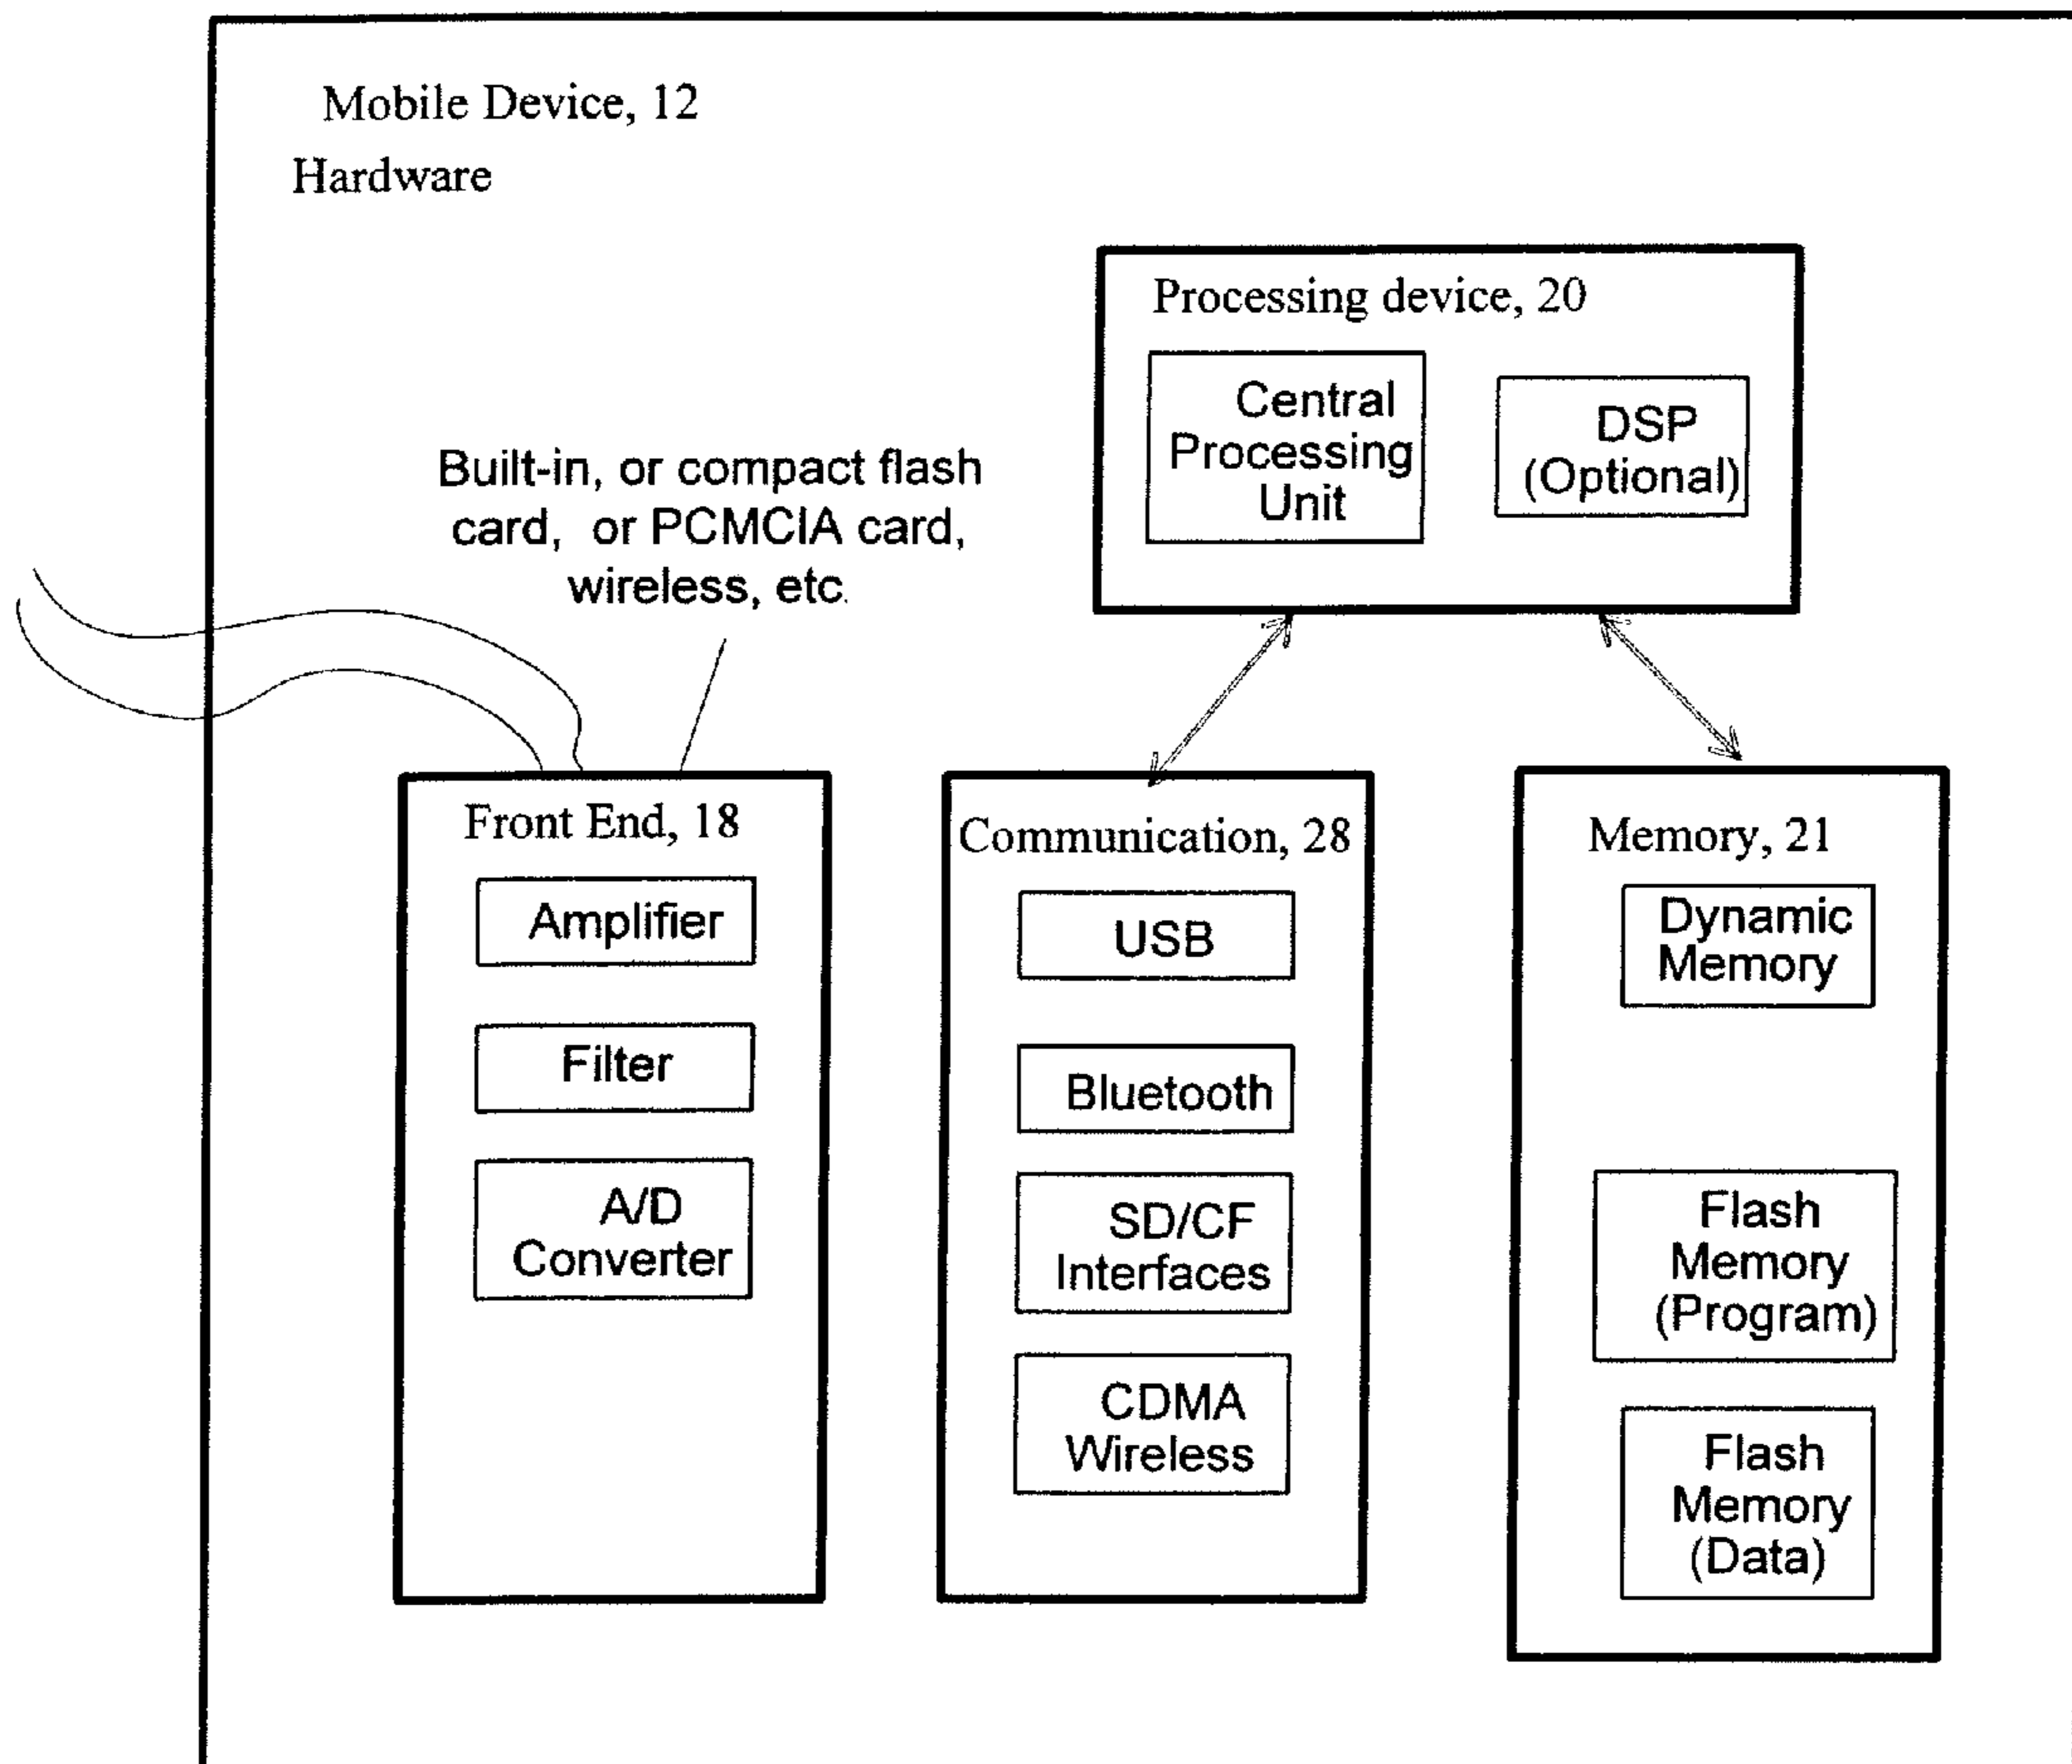 Mobile Device, 12
Hardware
Processing device, 20
Central
Processing
Unit
DSP
(Optional)
Built-in, or compact flash
card, or PCMCIA card,
wireless, etc.
Front End, 18
Amplifier
Filter
A/D
Converter
Communication, 28
USB
Bluetooth
SD/CF
Interfaces
CDMA
Wireless
Memory, 21
Dynamic
Memory
Flash
Memory
(Program)
Flash
Memory
(Data)